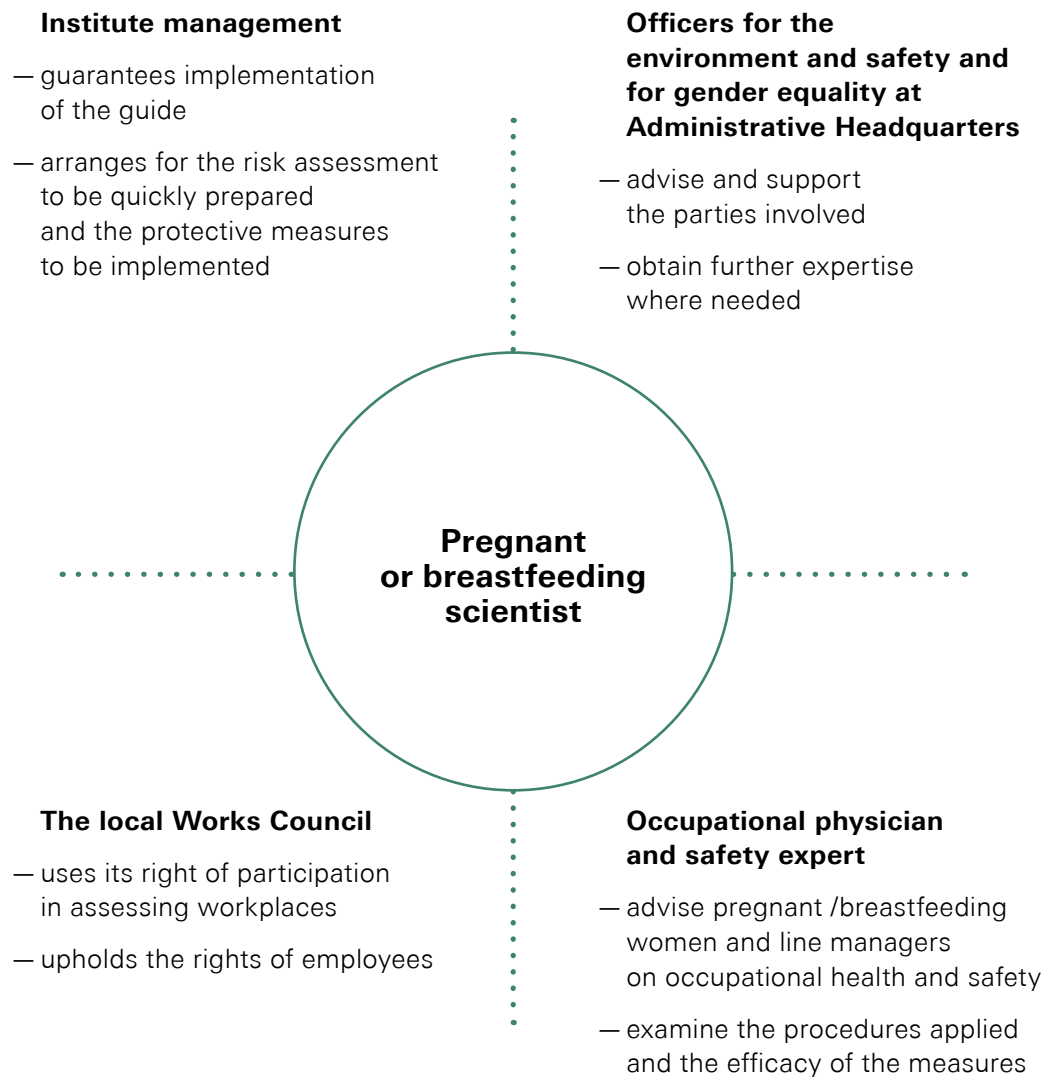 Institute management
— guarantees implementation
of the guide
— arranges for the risk assessment
to be quickly prepared
and the protective measures
to be implemented
Officers for the
environment and safety and
for gender equality at
Administrative Headquarters
— advise and support
the parties involved
— obtain further expertise
where needed
Pregnant
or breastfeeding
scientist
The local Works Council
— uses its right of participation
in assessing workplaces
— upholds the rights of employees
Occupational physician
and safety expert
— advise pregnant /breastfeeding
women and line managers
on occupational health and safety
— examine the procedures applied
and the efficacy of the measures